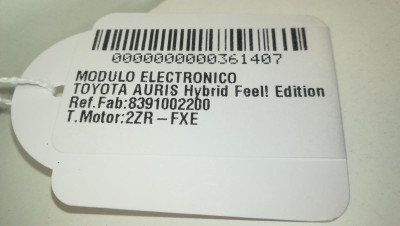 0000000000361407
MODULO ELECTRONICO
TOYOTA AURIS Hybrid Feel! Edition
Ref.Fab:8391002200
T.Motor:2ZR-FXE